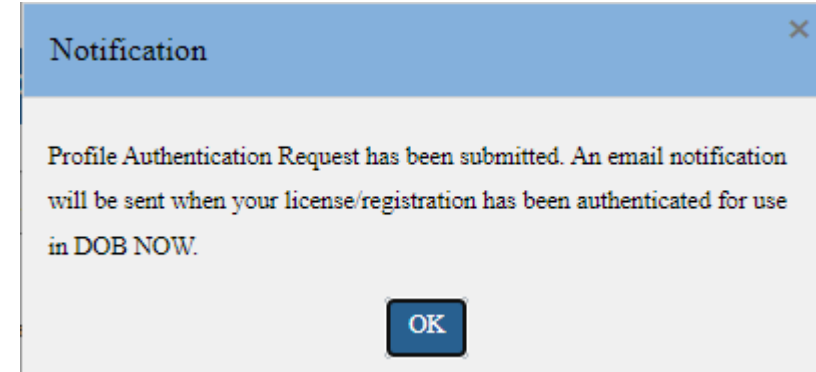 Notification
×
Profile Authentication Request has been submitted. An email notification
will be sent when your license/registration has been authenticated for use
in DOB NOW.
OK